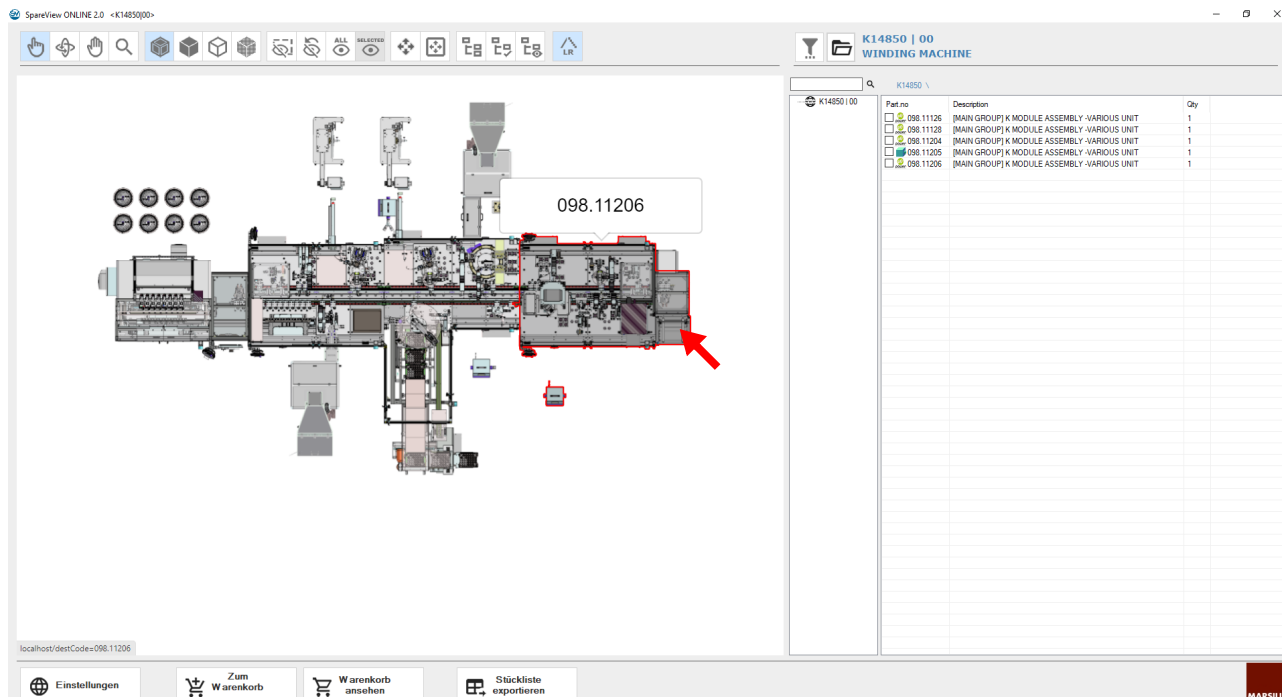 SpareView ONLINE 2.0 <K14850|00>
ALL
SELECTED
LR
K14850 | 00
WINDING MACHINE
K14850 \
K14850 | 00
Part.no Description Qty
098.11126 [MAIN GROUP] K MODULE ASSEMBLY -VARIOUS UNIT 1
098.11128 [MAIN GROUP] K MODULE ASSEMBLY -VARIOUS UNIT 1
098.11204 [MAIN GROUP] K MODULE ASSEMBLY -VARIOUS UNIT 1
098.11205 [MAIN GROUP] K MODULE ASSEMBLY -VARIOUS UNIT 1
098.11206 [MAIN GROUP] K MODULE ASSEMBLY -VARIOUS UNIT 1
098.11206
localhost/destCode=098.11206
Einstellungen
Zum
Warenkorb
Warenkorb
ansehen
Stückliste
exportieren